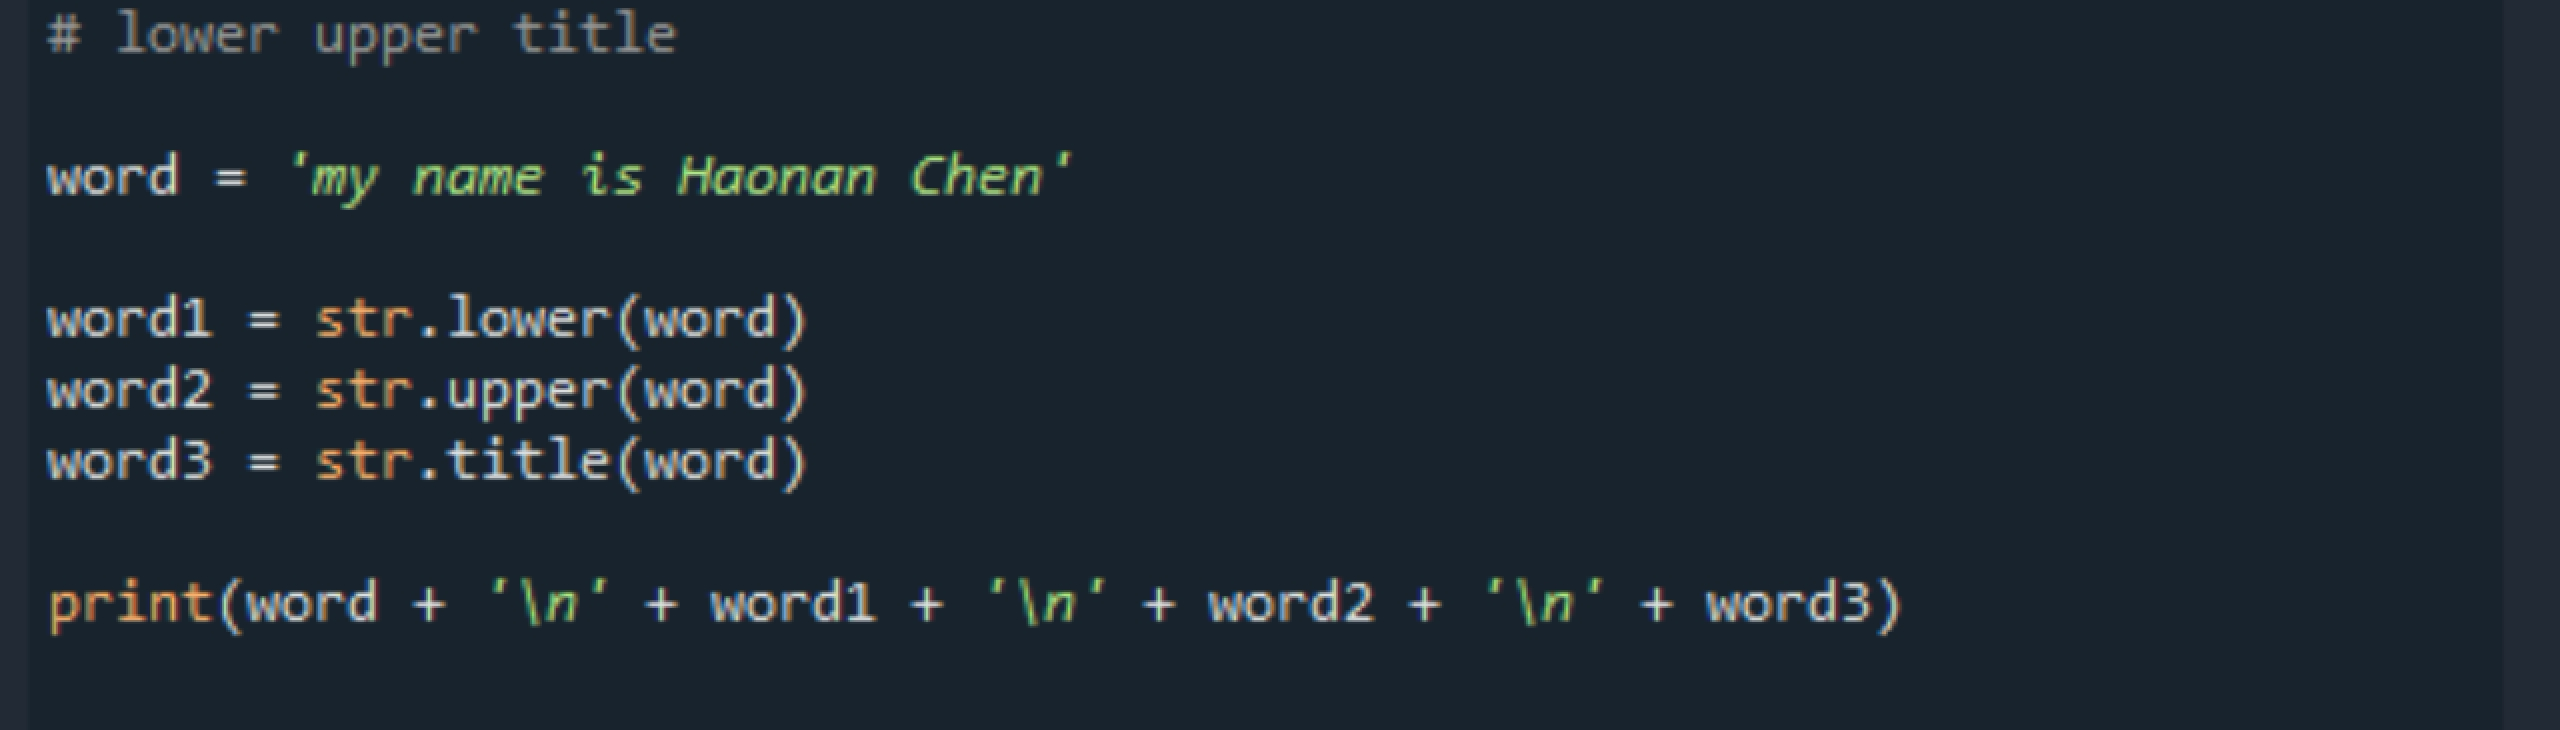 # lower upper title
word = 'my name is Haonan Chen'
word1 = str.lower(word)
word2 = str.upper(word)
word3 = str.title(word)
print(word + '\n' + word1 + '\n' + word2 + '\n' + word3)